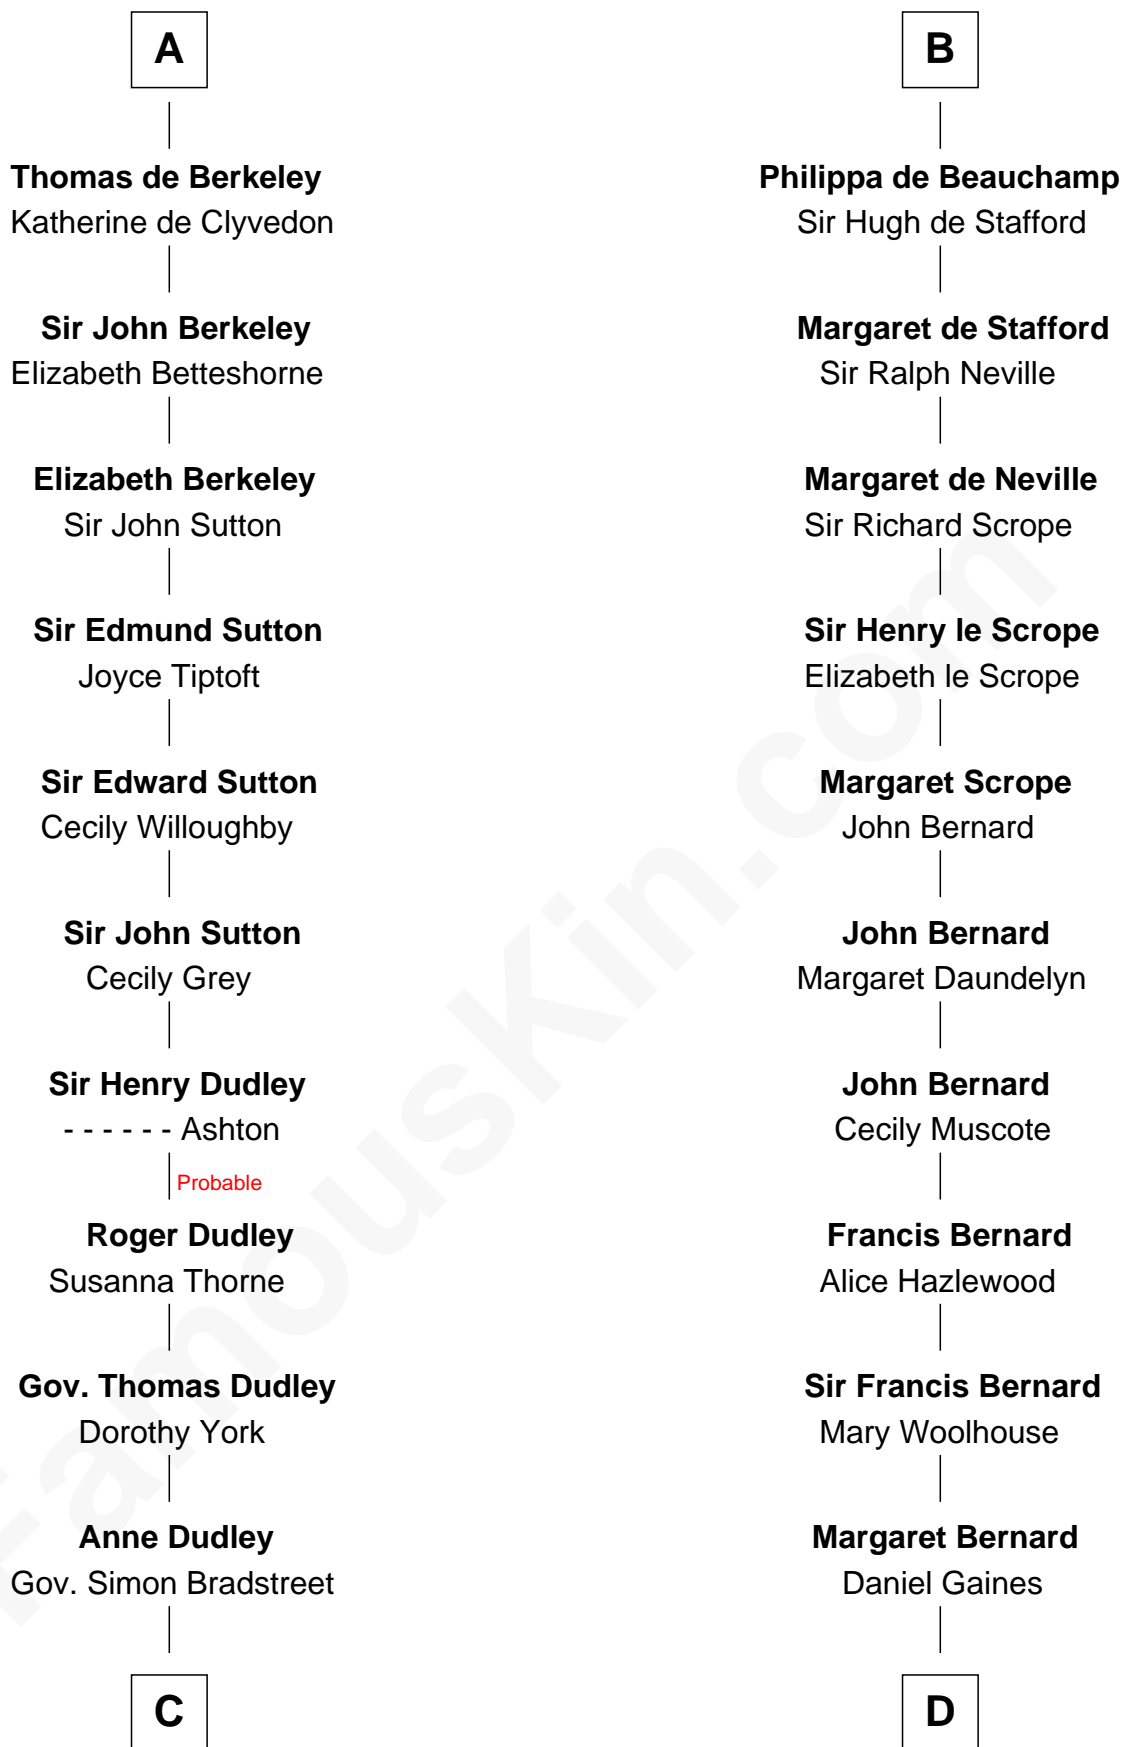 A
Thomas de Berkeley
Katherine de Clyvedon
Sir John Berkeley
Elizabeth Betteshorne
Elizabeth Berkeley
Sir John Sutton
Sir Edmund Sutton
Joyce Tiptoft
Sir Edward Sutton
Cecily Willoughby
Sir John Sutton
Cecily Grey
Sir Henry Dudley
- - - - - - Ashton
Probable
Roger Dudley
Susanna Thorne
Gov. Thomas Dudley
Dorothy York
Anne Dudley
Gov. Simon Bradstreet
C
B
Philippa de Beauchamp
Sir Hugh de Stafford
Margaret de Stafford
Sir Ralph Neville
Margaret de Neville
Sir Richard Scrope
Sir Henry le Scrope
Elizabeth le Scrope
Margaret Scrope
John Bernard
John Bernard
Margaret Daundelyn
John Bernard
Cecily Muscote
Francis Bernard
Alice Hazlewood
Sir Francis Bernard
Mary Woolhouse
Margaret Bernard
Daniel Gaines
D
FamousKin.com